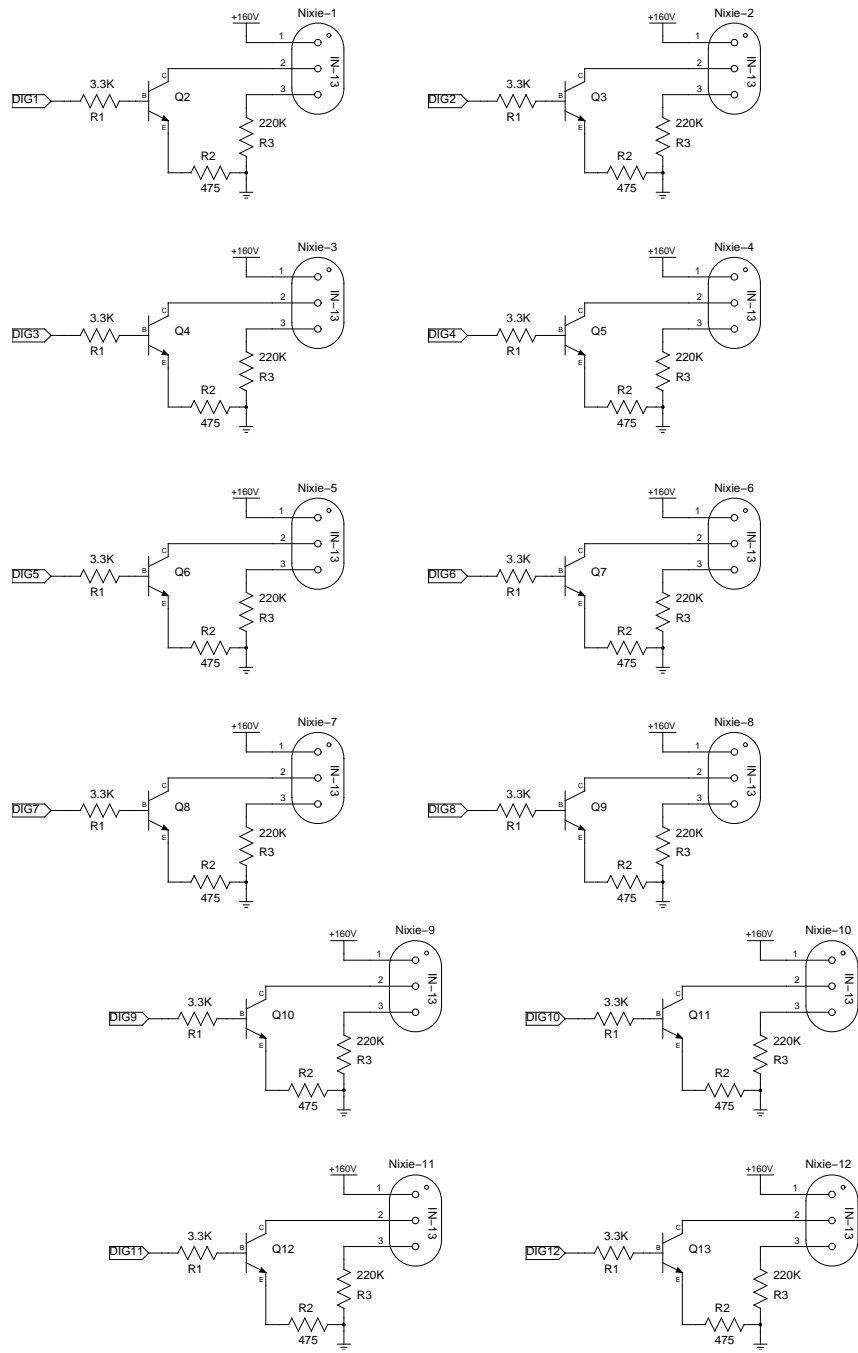 Nixie–1
+160V
1
2
3
IN–13
C
B
E
Q2
DIG1
3.3K
R1
220K
R3
R2
475
Nixie–2
+160V
1
2
3
IN–13
C
B
E
Q3
DIG2
3.3K
R1
220K
R3
R2
475
Nixie–3
+160V
1
2
3
IN–13
C
B
E
Q4
DIG3
3.3K
R1
220K
R3
R2
475
Nixie–4
+160V
1
2
3
IN–13
C
B
E
Q5
DIG4
3.3K
R1
220K
R3
R2
475
Nixie–5
+160V
1
2
3
IN–13
C
B
E
Q6
DIG5
3.3K
R1
220K
R3
R2
475
Nixie–6
+160V
1
2
3
IN–13
C
B
E
Q7
DIG6
3.3K
R1
220K
R3
R2
475
Nixie–7
+160V
1
2
3
IN–13
C
B
E
Q8
DIG7
3.3K
R1
220K
R3
R2
475
Nixie–8
+160V
1
2
3
IN–13
C
B
E
Q9
DIG8
3.3K
R1
220K
R3
R2
475
Nixie–9
+160V
1
2
3
IN–13
C
B
E
Q10
DIG9
3.3K
R1
220K
R3
R2
475
Nixie–10
+160V
1
2
3
IN–13
C
B
E
Q11
DIG10
3.3K
R1
220K
R3
R2
475
Nixie–11
+160V
1
2
3
IN–13
C
B
E
Q12
DIG11
3.3K
R1
220K
R3
R2
475
Nixie–12
+160V
1
2
3
IN–13
C
B
E
Q13
DIG12
3.3K
R1
220K
R3
R2
475